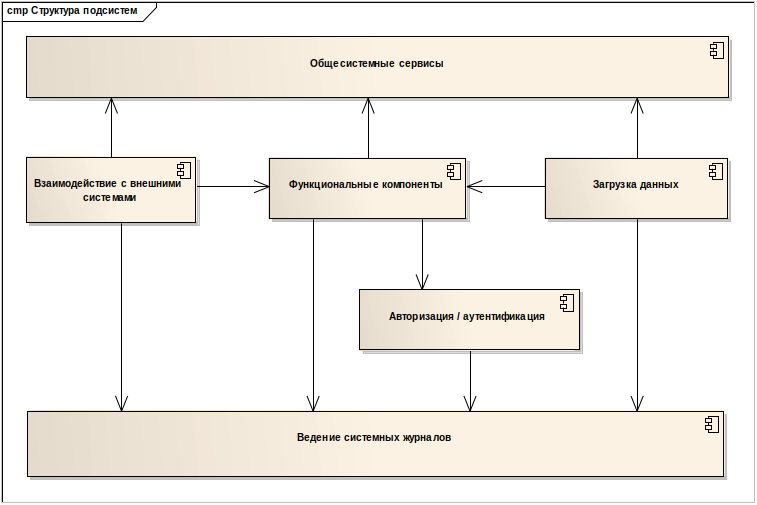 cmp Структура подсистем
Общесистемные сервисы
Взаимодействие с внешними
системами
Функциональные компоненты
Загрузка данных
Авторизация / аутентификация
Ведение системных журналов